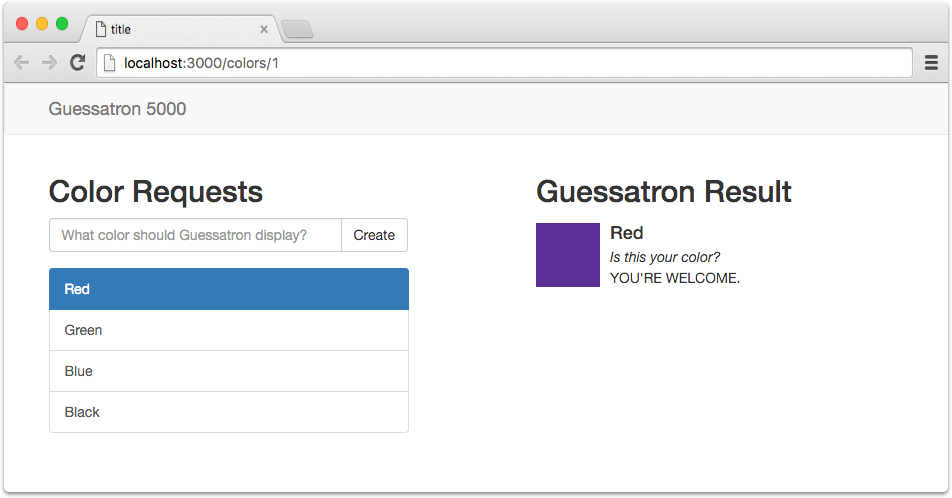 title
localhost:3000/colors/1
Guessatron 5000
Color Requests
What color should Guessatron display? Create
Red
Green
Blue
Black
Guessatron Result
Red
Is this your color?
YOU'RE WELCOME.